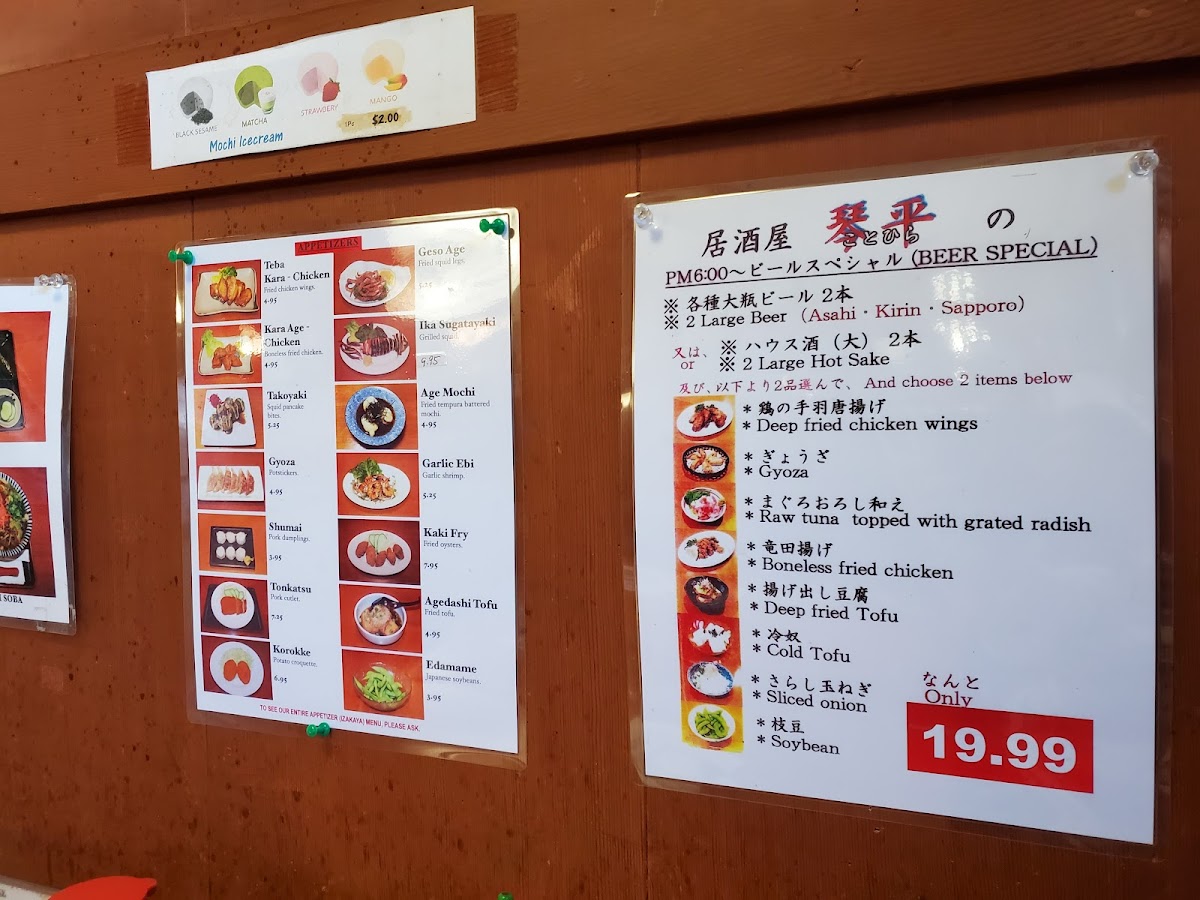 BLACK SESAME
MATCHA
STRAWBERY
MANGO
1Pc $2.00
Mochi Icecream
SOBA
APPETIZERS
Teba
Kara - Chicken
Fried chicken wings.
4.95
Kara Age -
Chicken
Boneless fried chicken.
4.95
Takoyaki
Squid pancake
bites.
5.25
Gyoza
Potstickers.
4.95
Shumai
Pork dumplings.
3.95
Tonkatsu
Pork cutlet.
7.25
Korokke
Potato croquette.
6.95
Geso Age
Fried squid legs.
5.25
Ika Sugatayaki
Grilled squid.
9.95
Age Mochi
Fried tempura battered
mochi.
4.95
Garlic Ebi
Garlic shrimp.
5.25
Kaki Fry
Fried oysters.
7.95
Agedashi Tofu
Fried tofu.
4.95
Edamame
Japanese soybeans.
3.95
TO SEE OUR ENTIRE APPETIZER (IZAKAYA) MENU, PLEASE ASK.
居酒屋 琴平 の
ことひら
PM6:00～ビールスペシャル (BEER SPECIAL)
※ 各種大瓶ビール 2本
※ 2 Large Beer （Asahi・Kirin・Sapporo）
又は、 ※ ハウス酒（大） 2本
or ※ 2 Large Hot Sake
及び、以下より2品選んで、 And choose 2 items below
* 鶏の手羽唐揚げ
* Deep fried chicken wings
* ぎょうざ
* Gyoza
* まぐろおろし和え
* Raw tuna topped with grated radish
* 竜田揚げ
* Boneless fried chicken
* 揚げ出し豆腐
* Deep fried Tofu
* 冷奴
* Cold Tofu
* さらし玉ねぎ
* Sliced onion
* 枝豆
* Soybean
なんと
Only
19.99